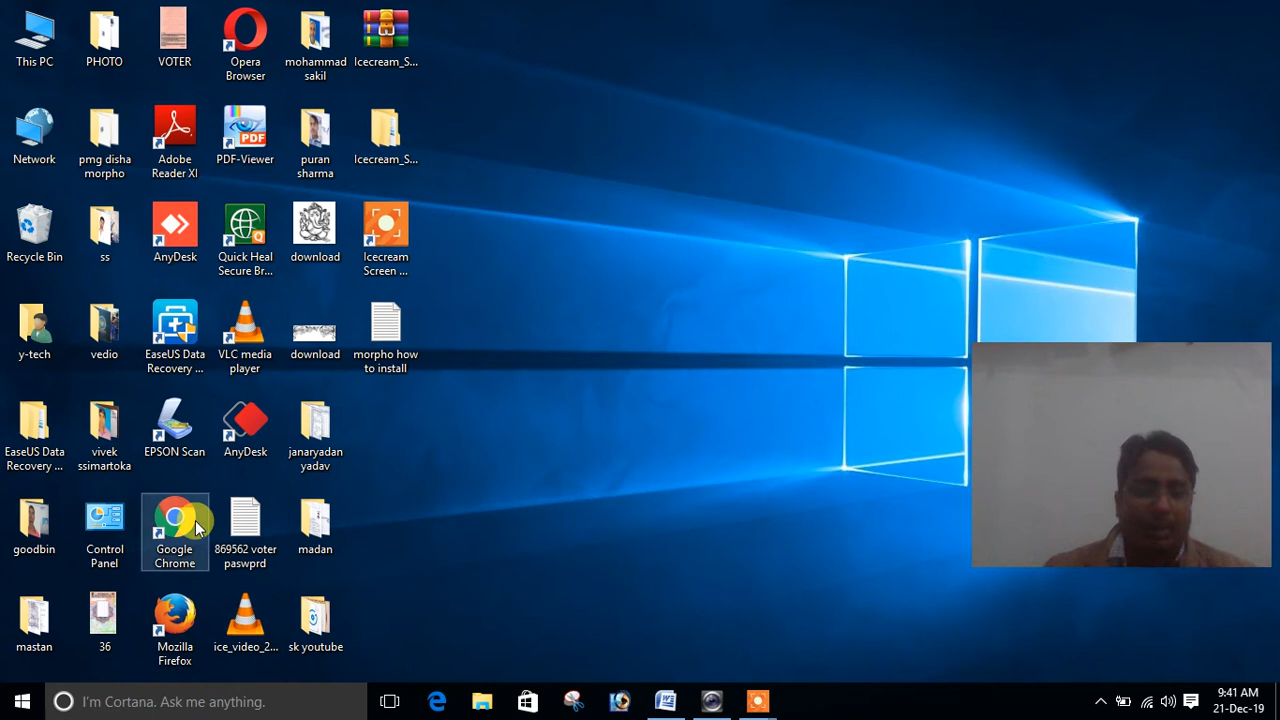 This PC
PHOTO
VOTER
Opera
Browser
mohammad
sakil
Icecream_S...
Network
pmg disha
morpho
Adobe
Reader XI
PDF
PDF-Viewer
puran
sharma
Icecream_S...
Recycle Bin
ss
AnyDesk
Quick Heal
Secure Br...
download
Icecream
Screen ...
y-tech
vedio
EaseUS Data
Recovery ...
VLC media
player
download
morpho how
to install
EaseUS Data
Recovery ...
vivek
ssimartoka
EPSON Scan
AnyDesk
janaryadan
yadav
goodbin
Control
Panel
Google
Chrome
869562 voter
paswprd
madan
mastan
36
Mozilla
Firefox
ice_video_2...
sk youtube
I'm Cortana. Ask me anything.
9:41 AM
21-Dec-19